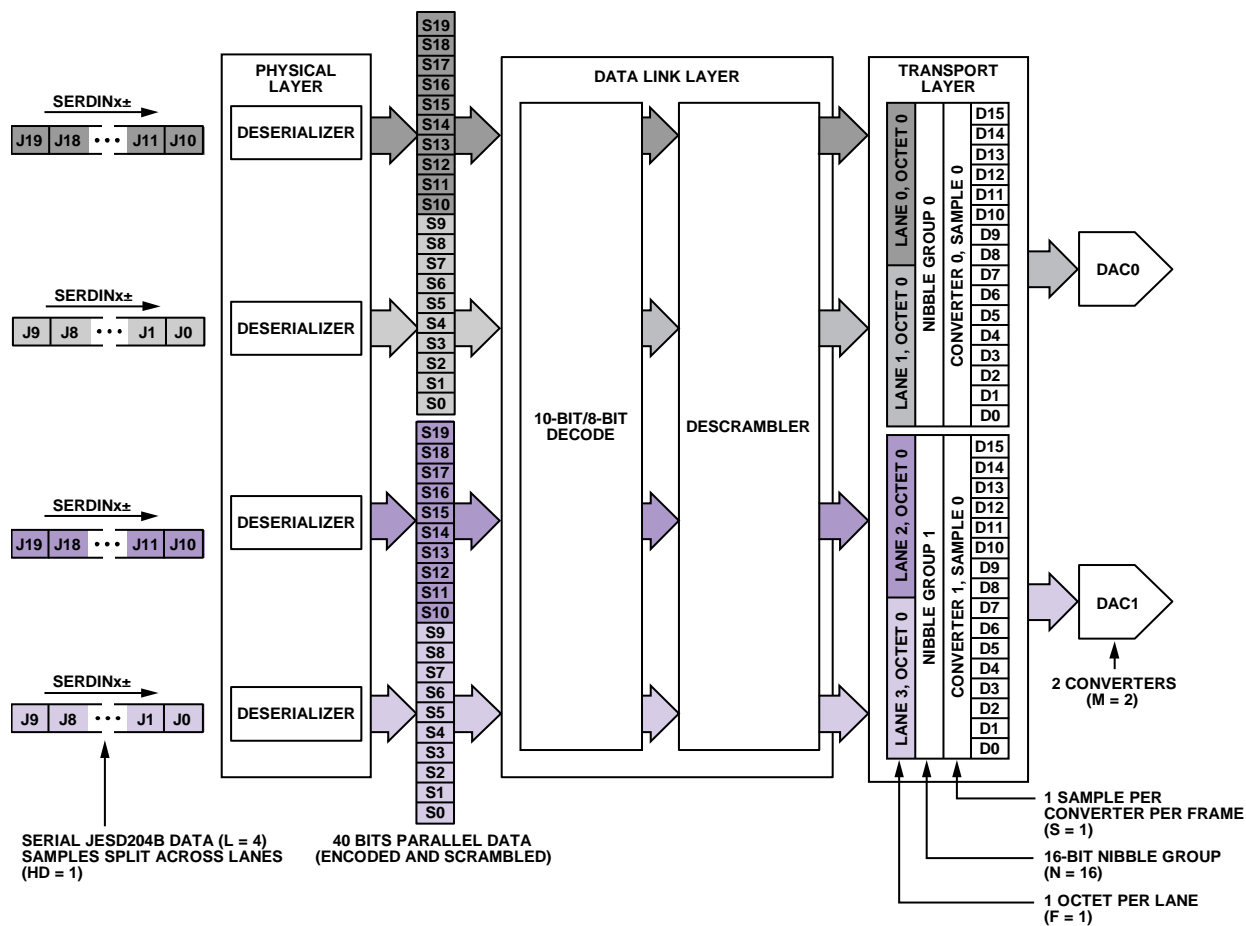 PHYSICAL
LAYER
DATA LINK LAYER
TRANSPORT
LAYER
SERDINx±
J19 J18 ••• J11 J10
DESERIALIZER
SERDINx±
J9 J8 ••• J1 J0
DESERIALIZER
SERDINx±
J19 J18 ••• J11 J10
DESERIALIZER
SERDINx±
J9 J8 ••• J1 J0
DESERIALIZER
S19
S18
S17
S16
S15
S14
S13
S12
S11
S10
S9
S8
S7
S6
S5
S4
S3
S2
S1
S0
S19
S18
S17
S16
S15
S14
S13
S12
S11
S10
S9
S8
S7
S6
S5
S4
S3
S2
S1
S0
10-BIT/8-BIT
DECODE
DESCRAMBLER
LANE 0, OCTET 0
LANE 1, OCTET 0
NIBBLE GROUP 0
CONVERTER 0, SAMPLE 0
D15
D14
D13
D12
D11
D10
D9
D8
D7
D6
D5
D4
D3
D2
D1
D0
DAC0
LANE 2, OCTET 0
LANE 3, OCTET 0
NIBBLE GROUP 1
CONVERTER 1, SAMPLE 0
D15
D14
D13
D12
D11
D10
D9
D8
D7
D6
D5
D4
D3
D2
D1
D0
DAC1
2 CONVERTERS
(M = 2)
SERIAL JESD204B DATA (L = 4)
SAMPLES SPLIT ACROSS LANES
(HD = 1)
40 BITS PARALLEL DATA
(ENCODED AND SCRAMBLED)
1 SAMPLE PER
CONVERTER PER FRAME
(S = 1)
16-BIT NIBBLE GROUP
(N = 16)
1 OCTET PER LANE
(F = 1)